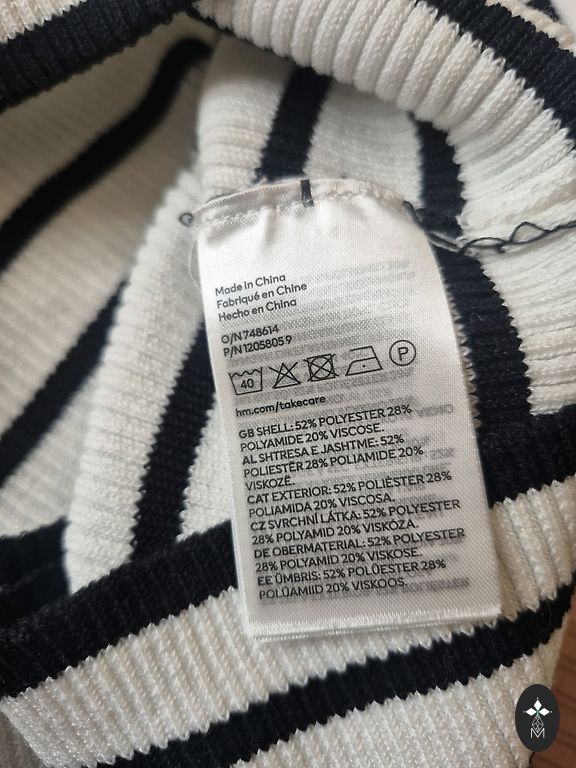 Made in China
Fabriqué en Chine
Hecho en China
O/N 748614
P/N 12058059
40
P
hm.com/takecare
GB SHELL: 52% POLYESTER 28%
POLYAMIDE 20% VISCOSE.
AL SHTRESA E JASHTME: 52%
POLIESTËR 28% POLIAMIDE 20%
VISKOZË.
CAT EXTERIOR: 52% POLIÈSTER 28%
POLIAMIDA 20% VISCOSA.
CZ SVRCHNÍ LÁTKA: 52% POLYESTER
28% POLYAMID 20% VISKÓZA.
DE OBERMATERIAL: 52% POLYESTER
28% POLYAMID 20% VISKOSE.
EE ÜMBRIS: 52% POLÜESTER 28%
POLÜAMIID 20% VISKOOS.
M